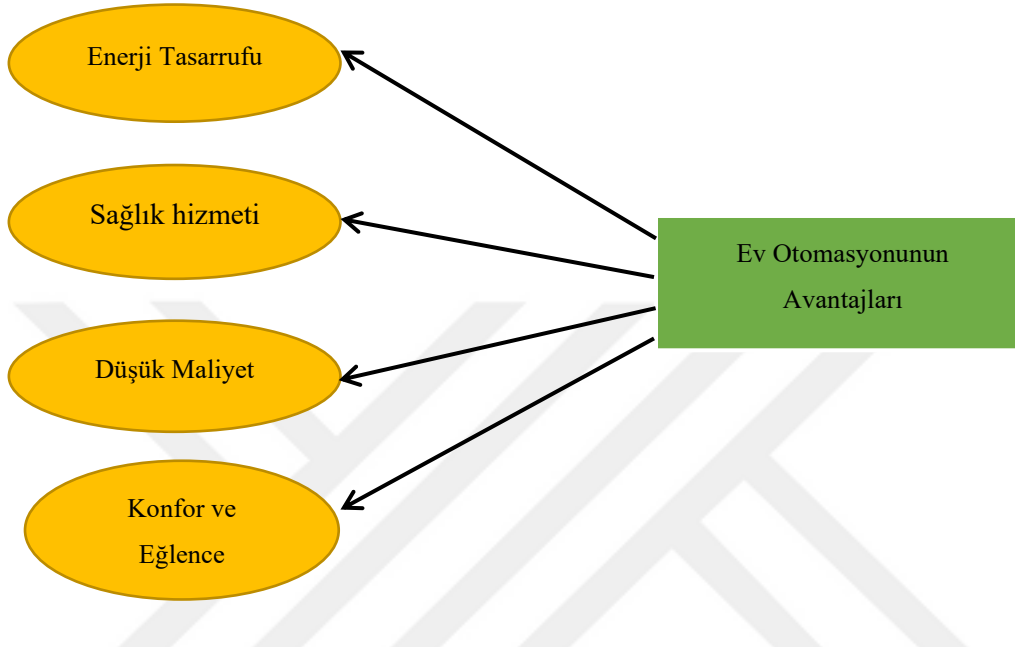 Enerji Tasarrufu
Sağlık hizmeti
Düşük Maliyet
Konfor ve
Eğlence
Ev Otomasyonunun
Avantajları